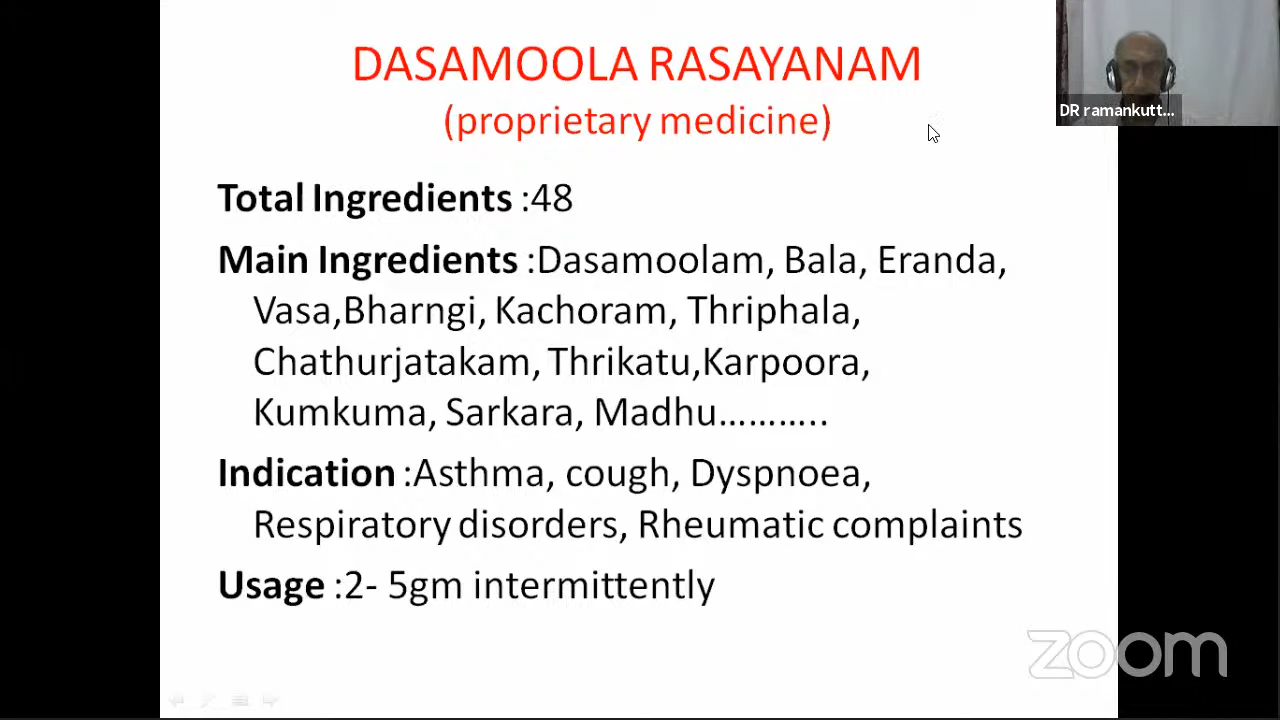 DASAMOOLA RASAYANAM
(proprietary medicine)
DR ramankutt...
Total Ingredients :48
Main Ingredients :Dasamoolam, Bala, Eranda,
Vasa,Bharngi, Kachoram, Thriphala,
Chathurjatakam, Thrikatu,Karpoora,
Kumkuma, Sarkara, Madhu………..
Indication :Asthma, cough, Dyspnoea,
Respiratory disorders, Rheumatic complaints
Usage :2- 5gm intermittently
zoom